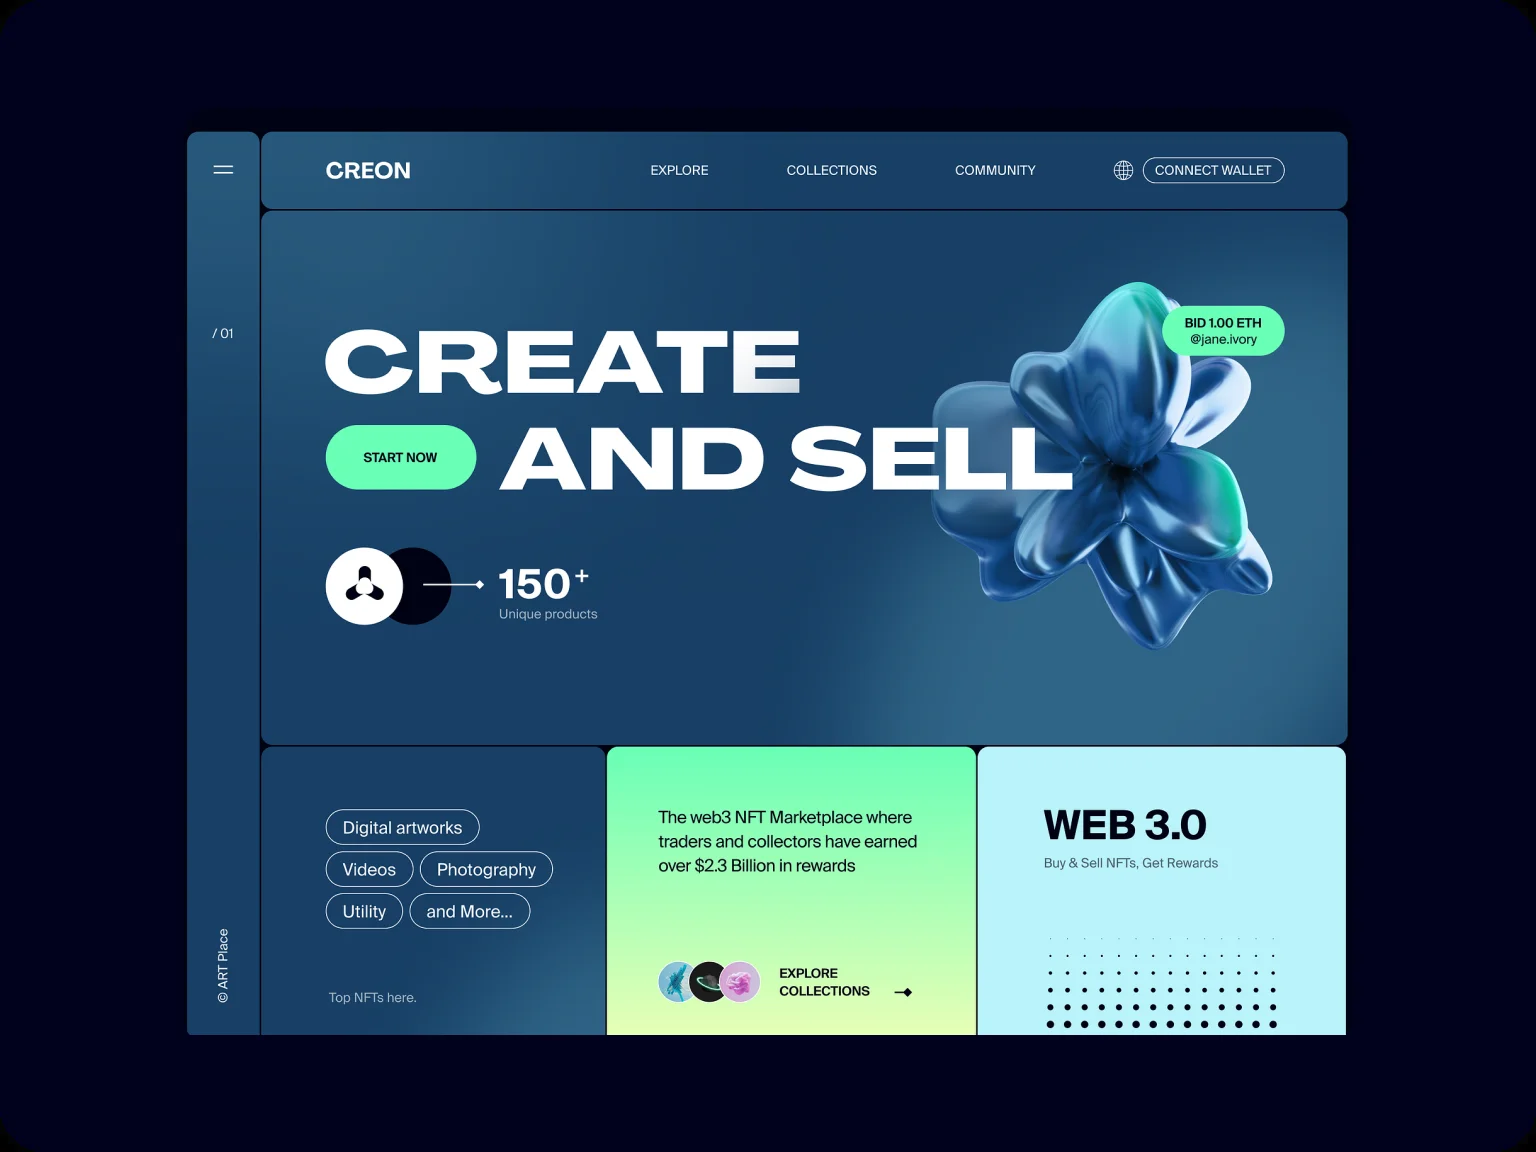 CREON
EXPLORE
COLLECTIONS
COMMUNITY
CONNECT WALLET
/ 01
BID 1.00 ETH
@jane.ivory
CREATE
START NOW
AND SELL
150+
Unique products
Digital artworks
Videos
Photography
Utility
and More...
Top NFTs here.
© ART Place
The web3 NFT Marketplace where
traders and collectors have earned
over $2.3 Billion in rewards
EXPLORE
COLLECTIONS
WEB 3.0
Buy & Sell NFTs, Get Rewards